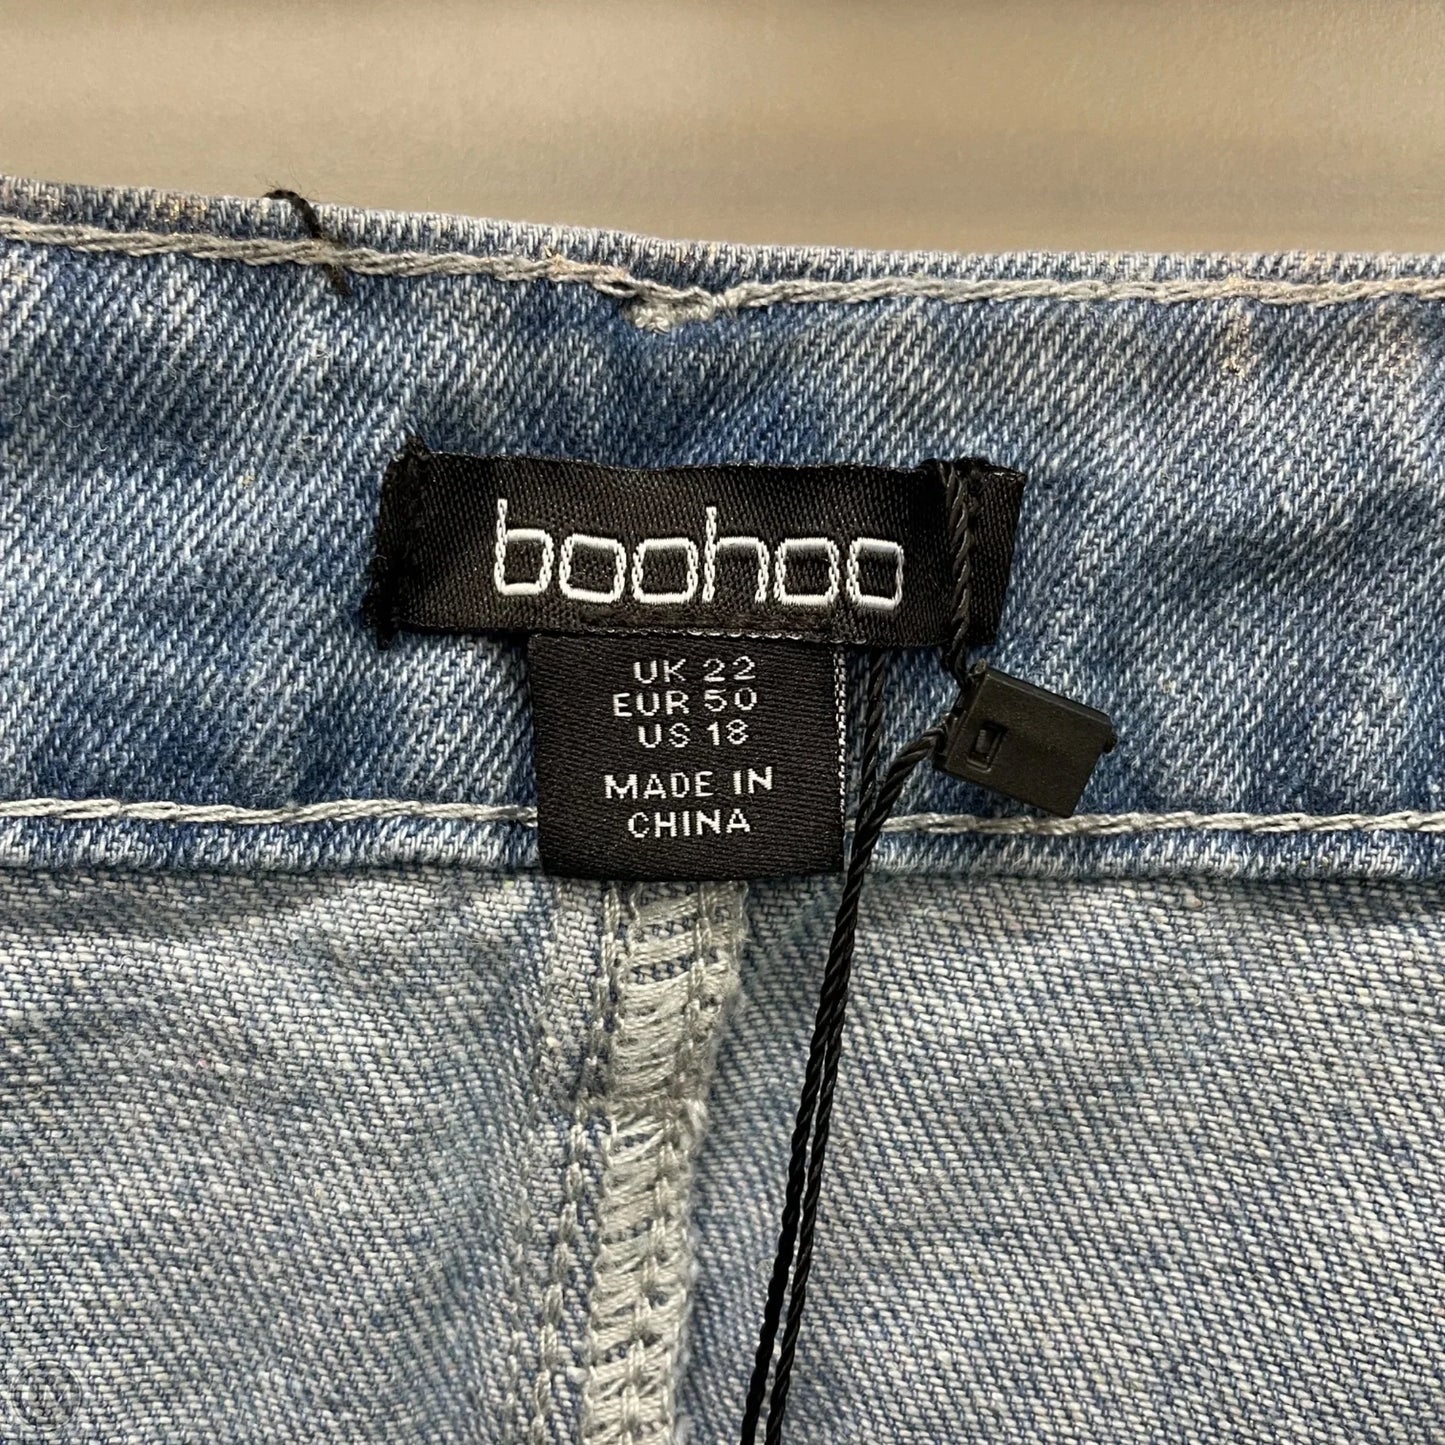 boohoo
UK 22
EUR 50
US 18
MADE IN
CHINA